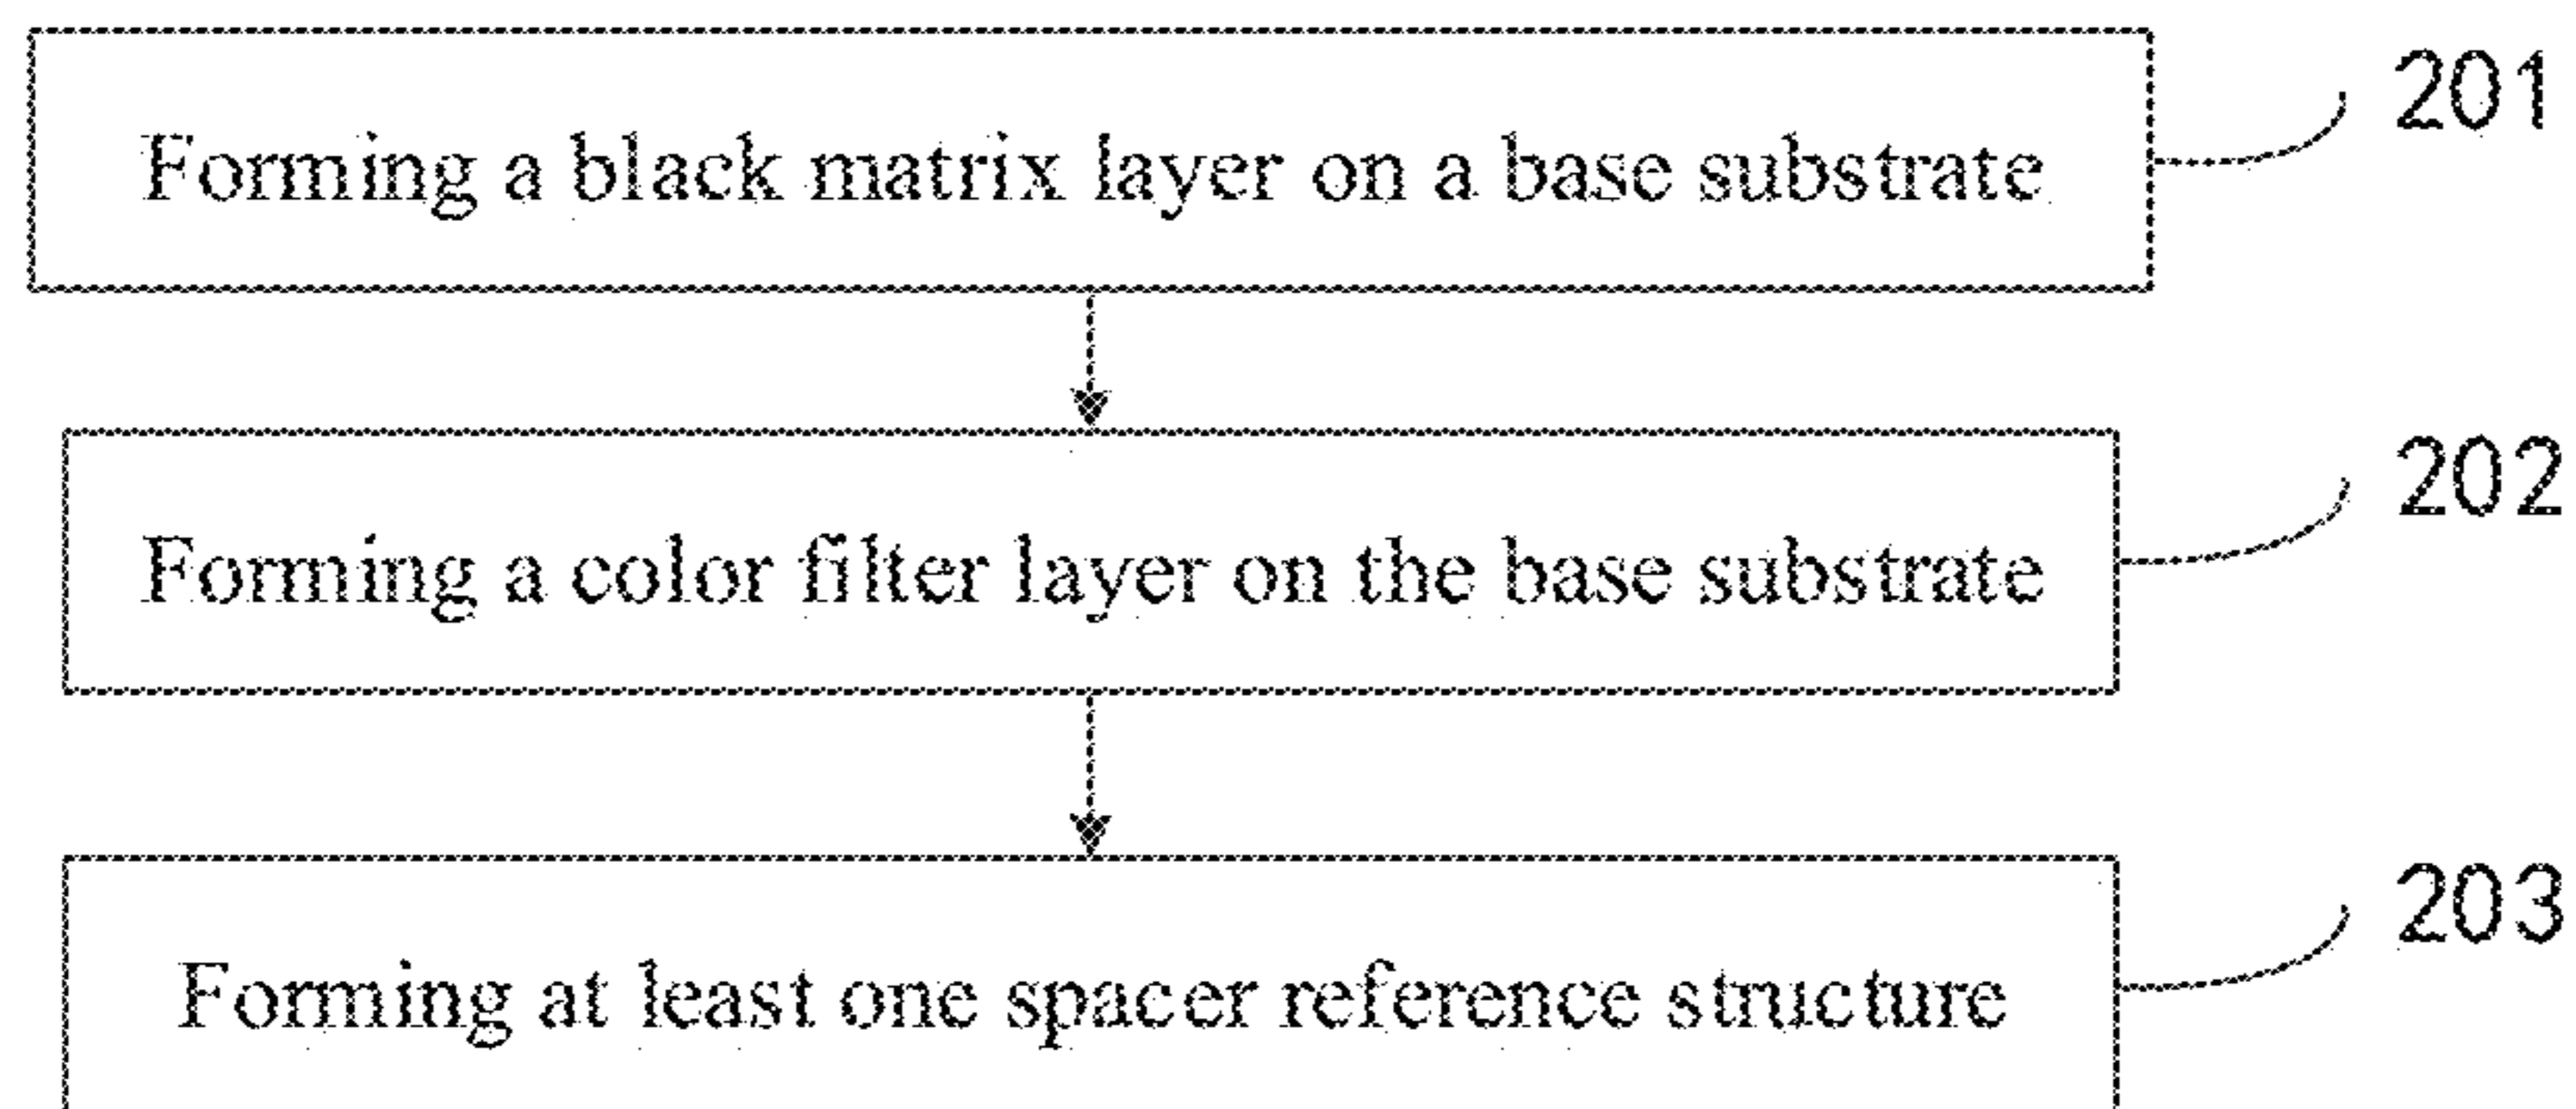 201
Forming a black matrix layer on a base substrate
202
Forming a color filter layer on the base substrate
203
Forming at least one spacer reference structure